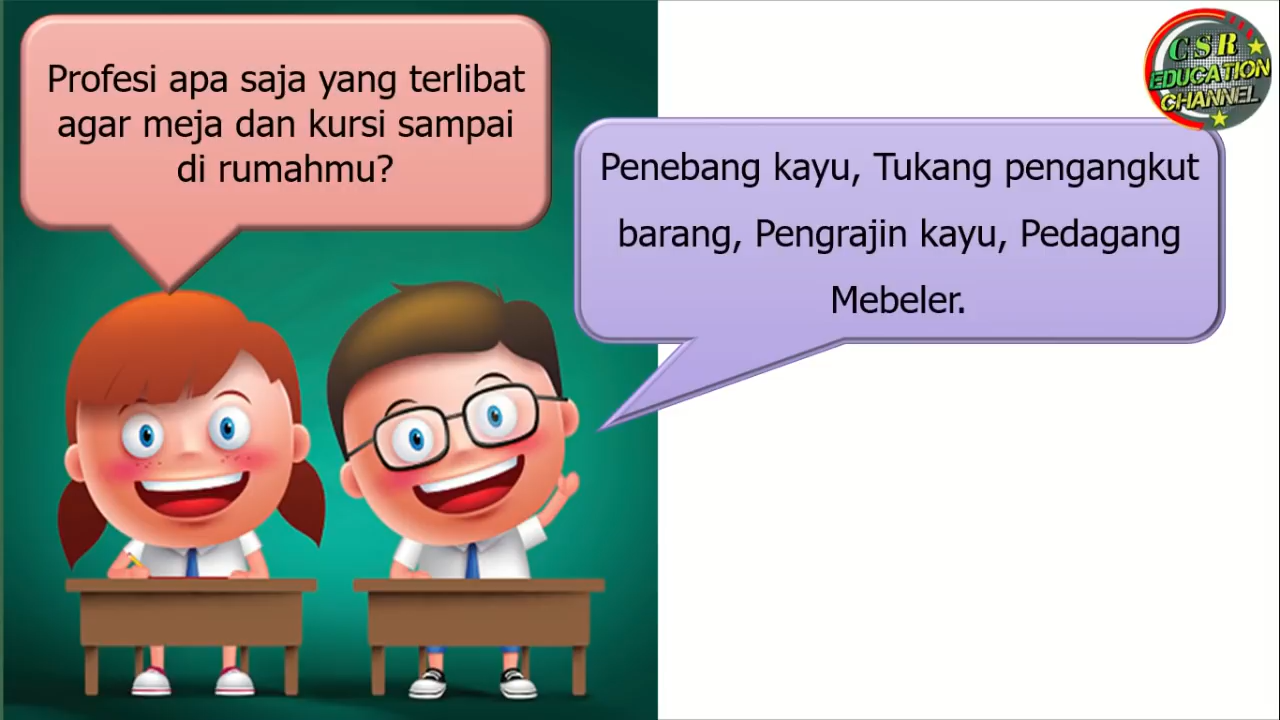 Profesi apa saja yang terlibat
agar meja dan kursi sampai
di rumahmu?
CSR
EDUCATION
CHANNEL
Penebang kayu, Tukang pengangkut
barang, Pengrajin kayu, Pedagang
Mebeler.